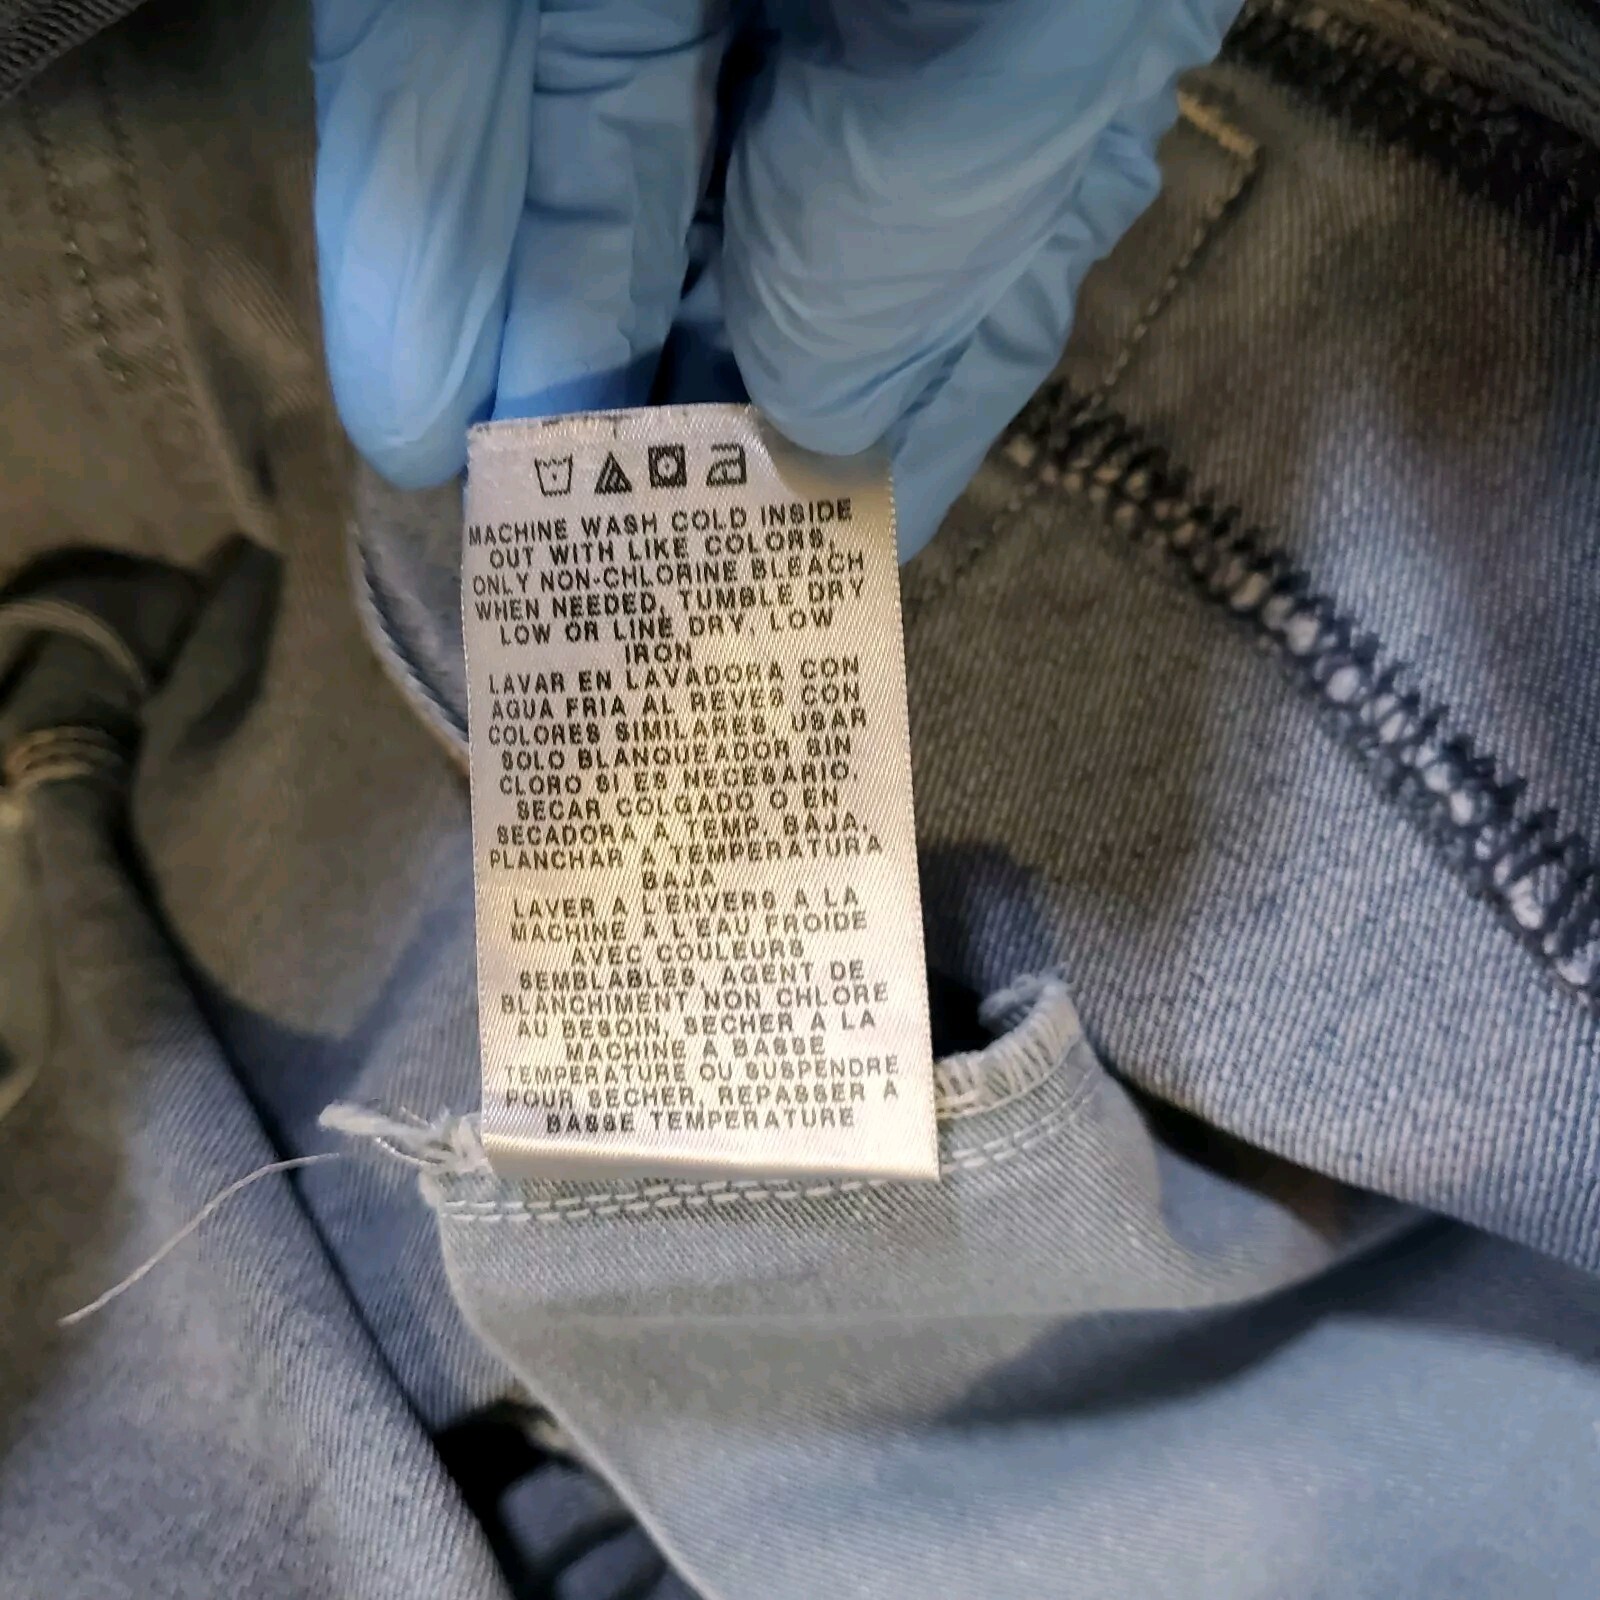 MACHINE WASH COLD INSIDE
OUT WITH LIKE COLORS,
ONLY NON-CHLORINE BLEACH
WHEN NEEDED, TUMBLE DRY
LOW OR LINE DRY, LOW
IRON
LAVAR EN LAVADORA CON
AGUA FRIA AL REVES CON
COLORES SIMILARES, USAR
SOLO BLANQUEADOR SIN
CLORO SI ES NECESARIO.
SECAR COLGADO O EN
SECADORA A TEMP. BAJA.
PLANCHAR A TEMPERATURA
BAJA
LAVER A L'ENVERS A LA
MACHINE A L'EAU FROIDE
AVEC COULEURS
SEMBLABLES, AGENT DE
BLANCHIMENT NON CHLORE
AU BESOIN, SECHER A LA
MACHINE A BASSE
TEMPERATURE OU SUSPENDRE
POUR SECHER, REPASSER A
BASSE TEMPERATURE